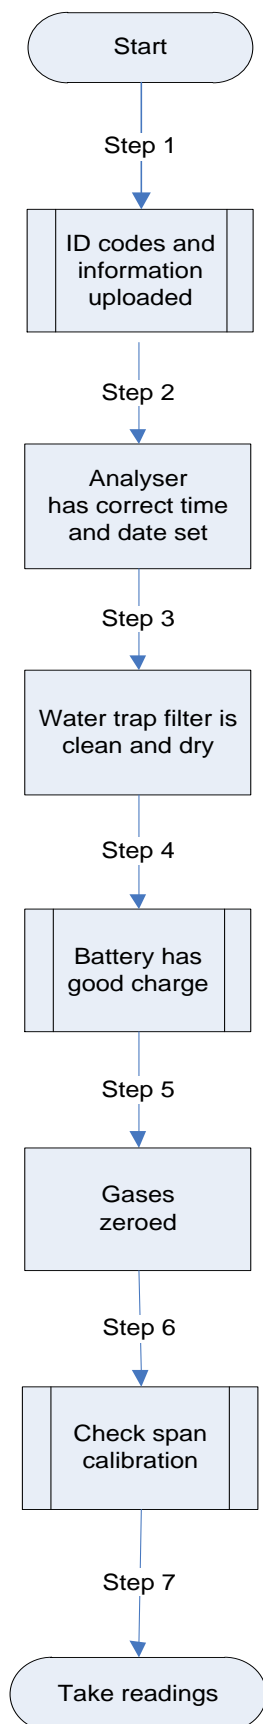 Start
Step 1
ID codes and
information
uploaded
Step 2
Analyser
has correct time
and date set
Step 3
Water trap filter is
clean and dry
Step 4
Battery has
good charge
Step 5
Gases
zeroed
Step 6
Check span
calibration
Step 7
Take readings